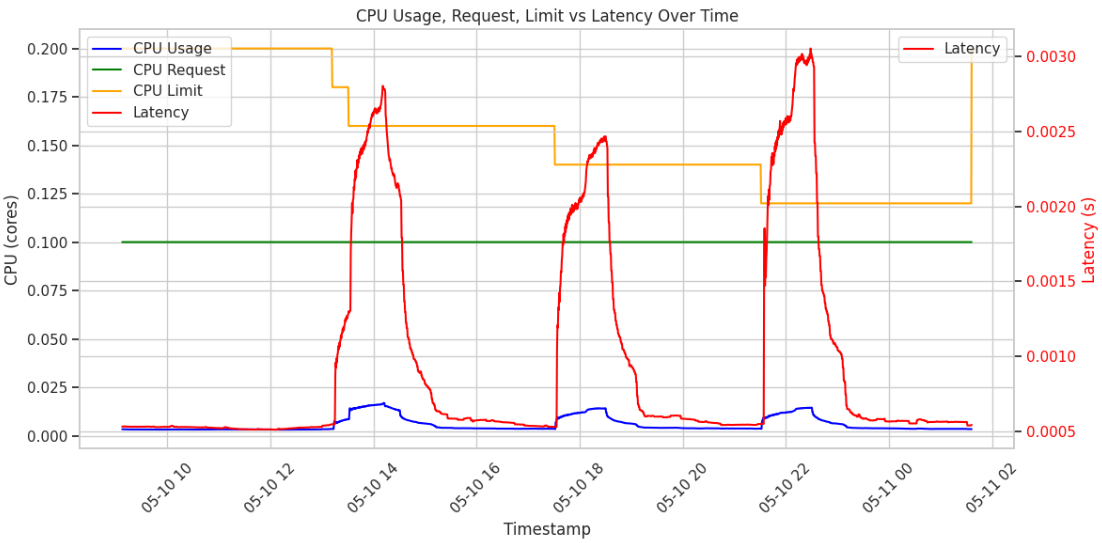 CPU Usage, Request, Limit vs Latency Over Time
CPU Usage
CPU Request
CPU Limit
Latency
Latency
0.200
0.175
0.150
0.125
0.100
0.075
0.050
0.025
0.000
CPU (cores)
0.0030
0.0025
0.0020
0.0015
0.0010
0.0005
Latency (s)
05-10 10
05-10 12
05-10 14
05-10 16
05-10 18
05-10 20
05-10 22
05-11 00
05-11 02
Timestamp